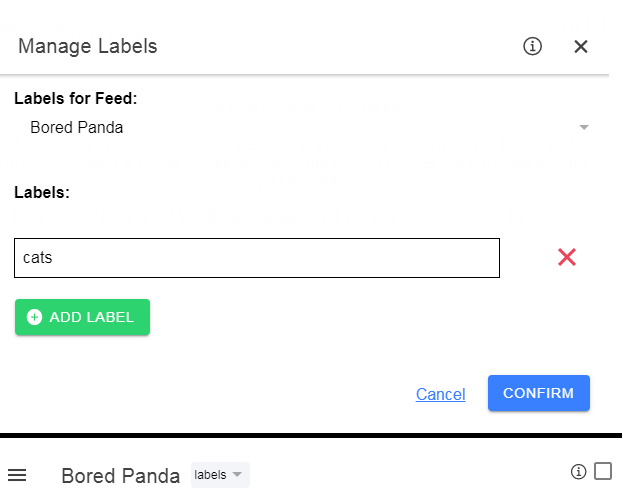 Manage Labels
Labels for Feed:
Bored Panda
Labels:
cats
ADD LABEL
Cancel CONFIRM
Bored Panda labels